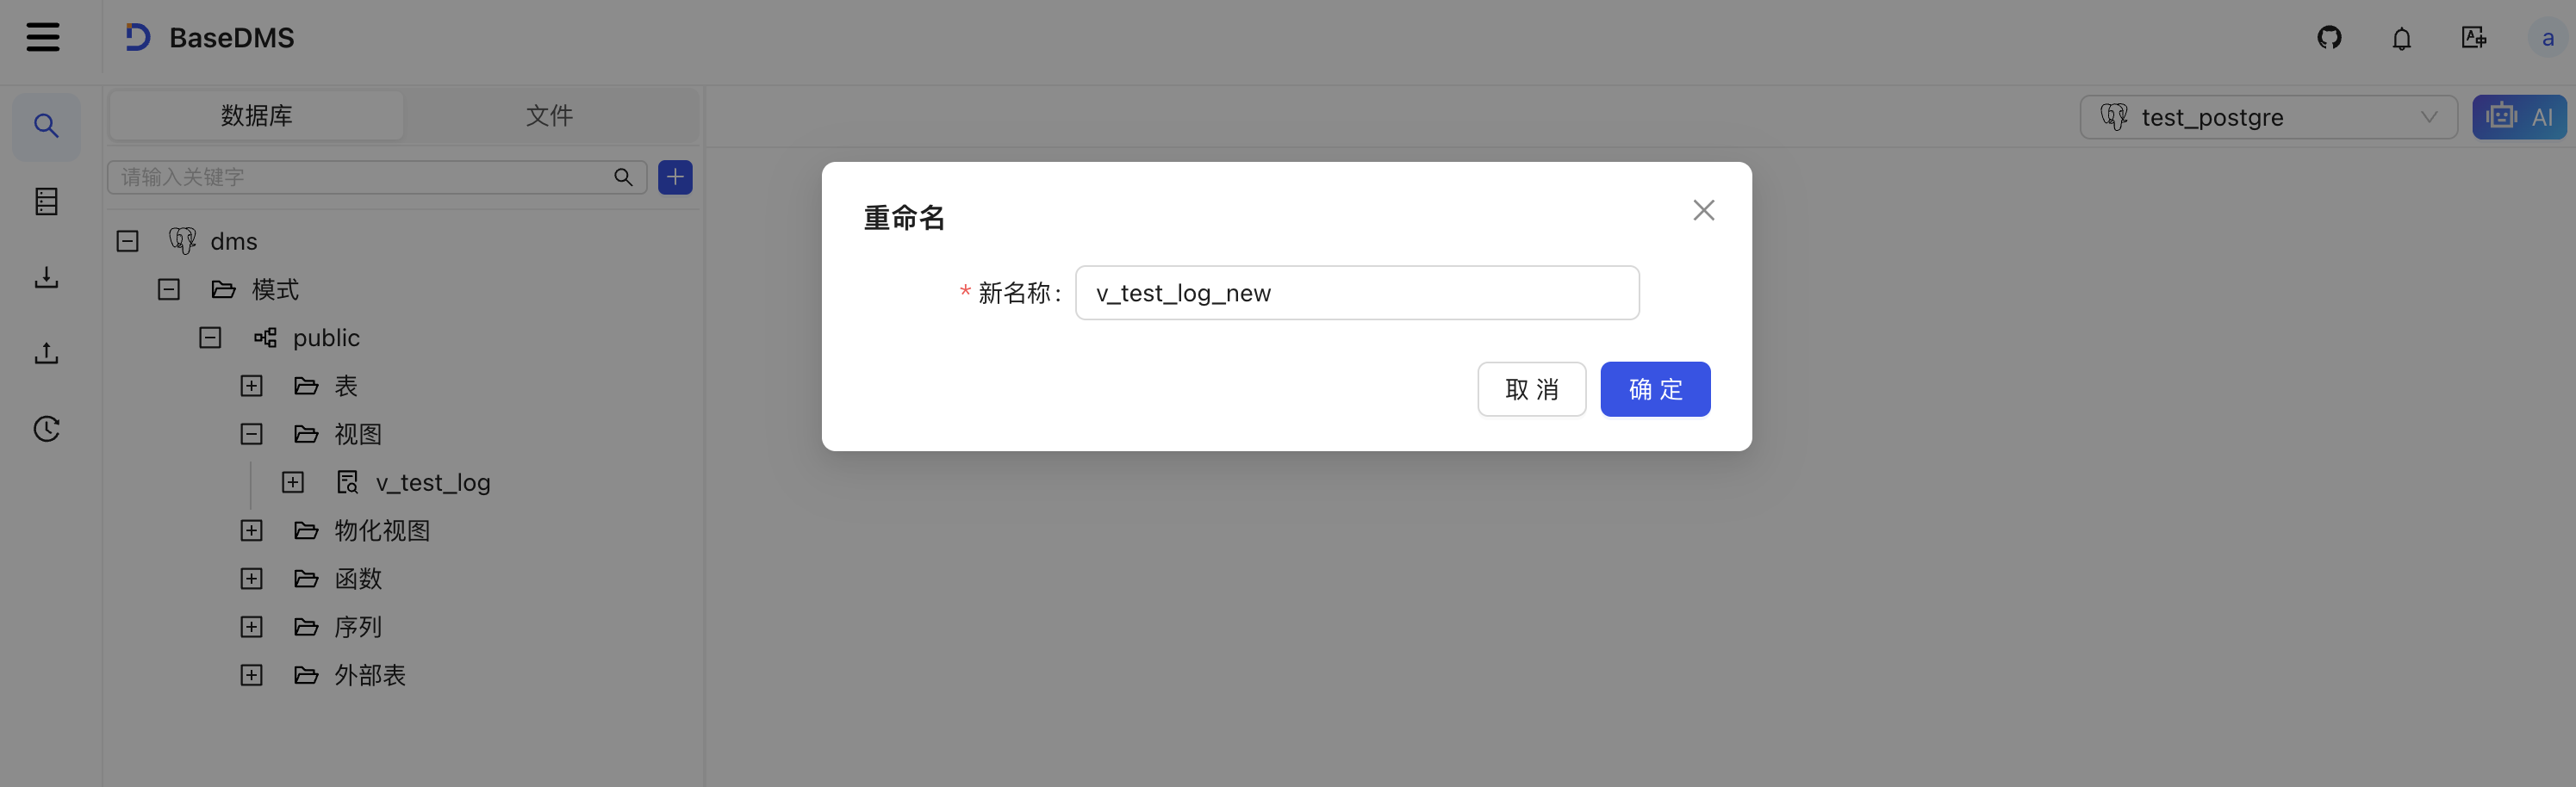 BaseDMS
a
数据库 文件
test_postgre
AI
请输入关键字
dms
模式
public
表
视图
v_test_log
物化视图
函数
序列
外部表
重命名
* 新名称 : v_test_log_new
取 消 确 定